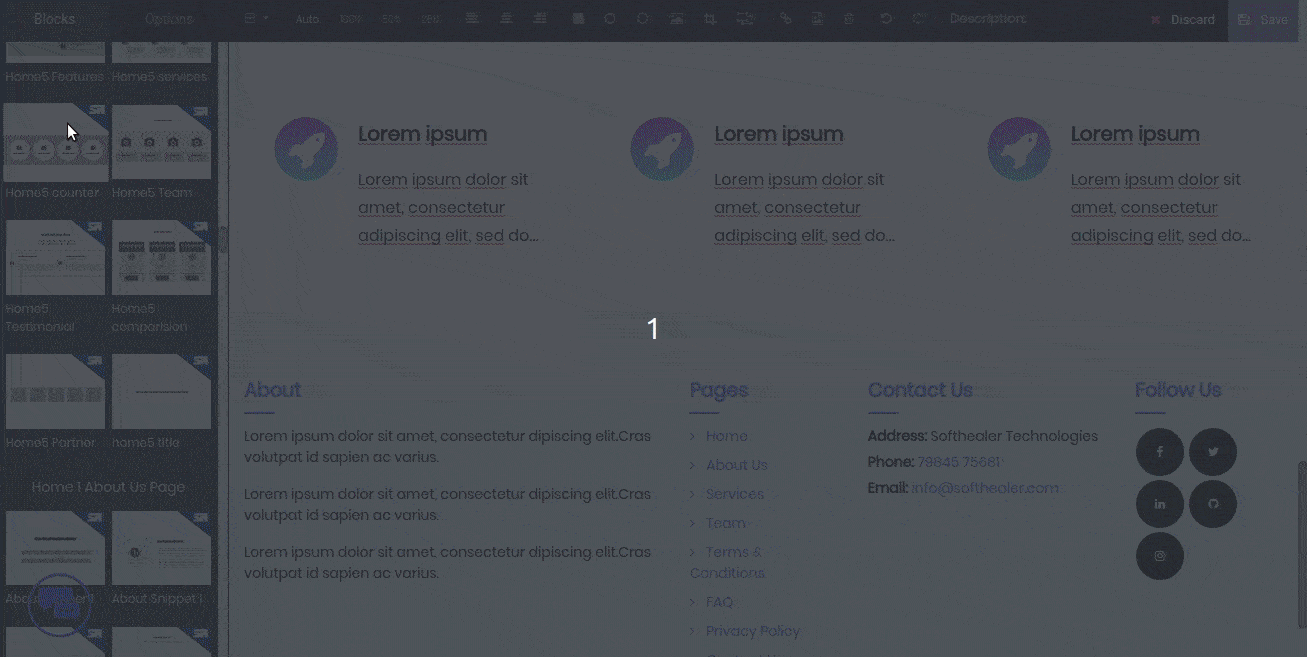 Blocks
Options
Auto
100%
50%
25%
Description:
Discard
Save
Home5 Features
Home5 services
Home5 counter
Home5 Team
Home5
Testimonial
Home5
comparision
Home5 Partner
home5 title
Home 1 About Us Page
About Snippet 1
Lorem ipsum
Lorem ipsum dolor sit
amet, consectetur
adipiscing elit, sed do...
Lorem ipsum
Lorem ipsum dolor sit
amet, consectetur
adipiscing elit, sed do...
Lorem ipsum
Lorem ipsum dolor sit
amet, consectetur
adipiscing elit, sed do...
1
About
Lorem ipsum dolor sit amet, consectetur dipiscing elit.Cras
volutpat id sapien ac varius.
Lorem ipsum dolor sit amet, consectetur dipiscing elit.Cras
volutpat id sapien ac varius.
Lorem ipsum dolor sit amet, consectetur dipiscing elit.Cras
volutpat id sapien ac varius.
Pages
Home
About Us
Services
Team
Terms &
Conditions
FAQ
Privacy Policy
Contact Us
Address: Softhealer Technologies
Phone: 79846 75681
Email: info@softhealer.com
Follow Us